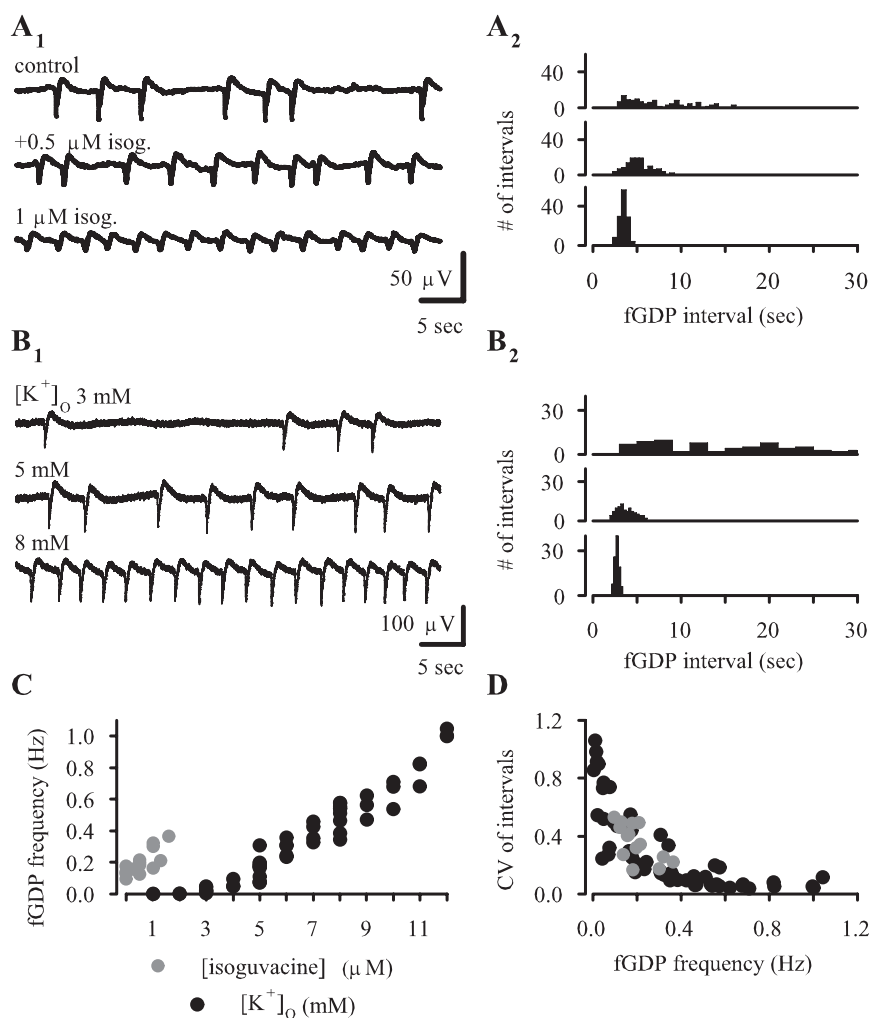 A1
A2
control
+0.5 μM isog.
1 μM isog.
50 μV
5 sec
# of intervals
40
0
40
0
40
0
0 10 20 30
fGDP interval (sec)
B1
B2
[K+]O 3 mM
5 mM
8 mM
100 μV
5 sec
# of intervals
30
0
30
0
30
0
0 10 20 30
fGDP interval (sec)
C
fGDP frequency (Hz)
1.0
0.8
0.6
0.4
0.2
0.0
1 3 5 7 9 11
[isoguvacine] (μM)
[K+]O (mM)
D
CV of intervals
1.2
0.8
0.4
0.0
0.0 0.4 0.8 1.2
fGDP frequency (Hz)